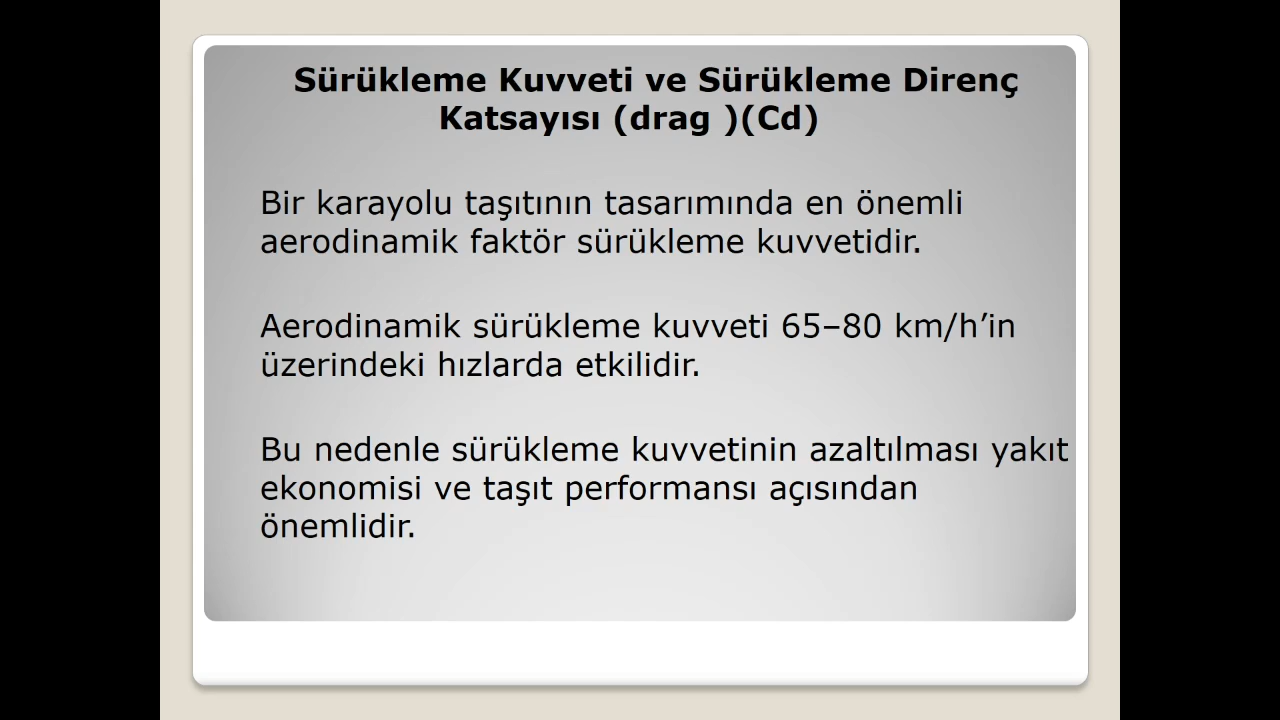 Sürükleme Kuvveti ve Sürükleme Direnç
Katsayısı (drag )(Cd)
Bir karayolu taşıtının tasarımında en önemli
aerodinamik faktör sürükleme kuvvetidir.
Aerodinamik sürükleme kuvveti 65–80 km/h’in
üzerindeki hızlarda etkilidir.
Bu nedenle sürükleme kuvvetinin azaltılması yakıt
ekonomisi ve taşıt performansı açısından
önemlidir.